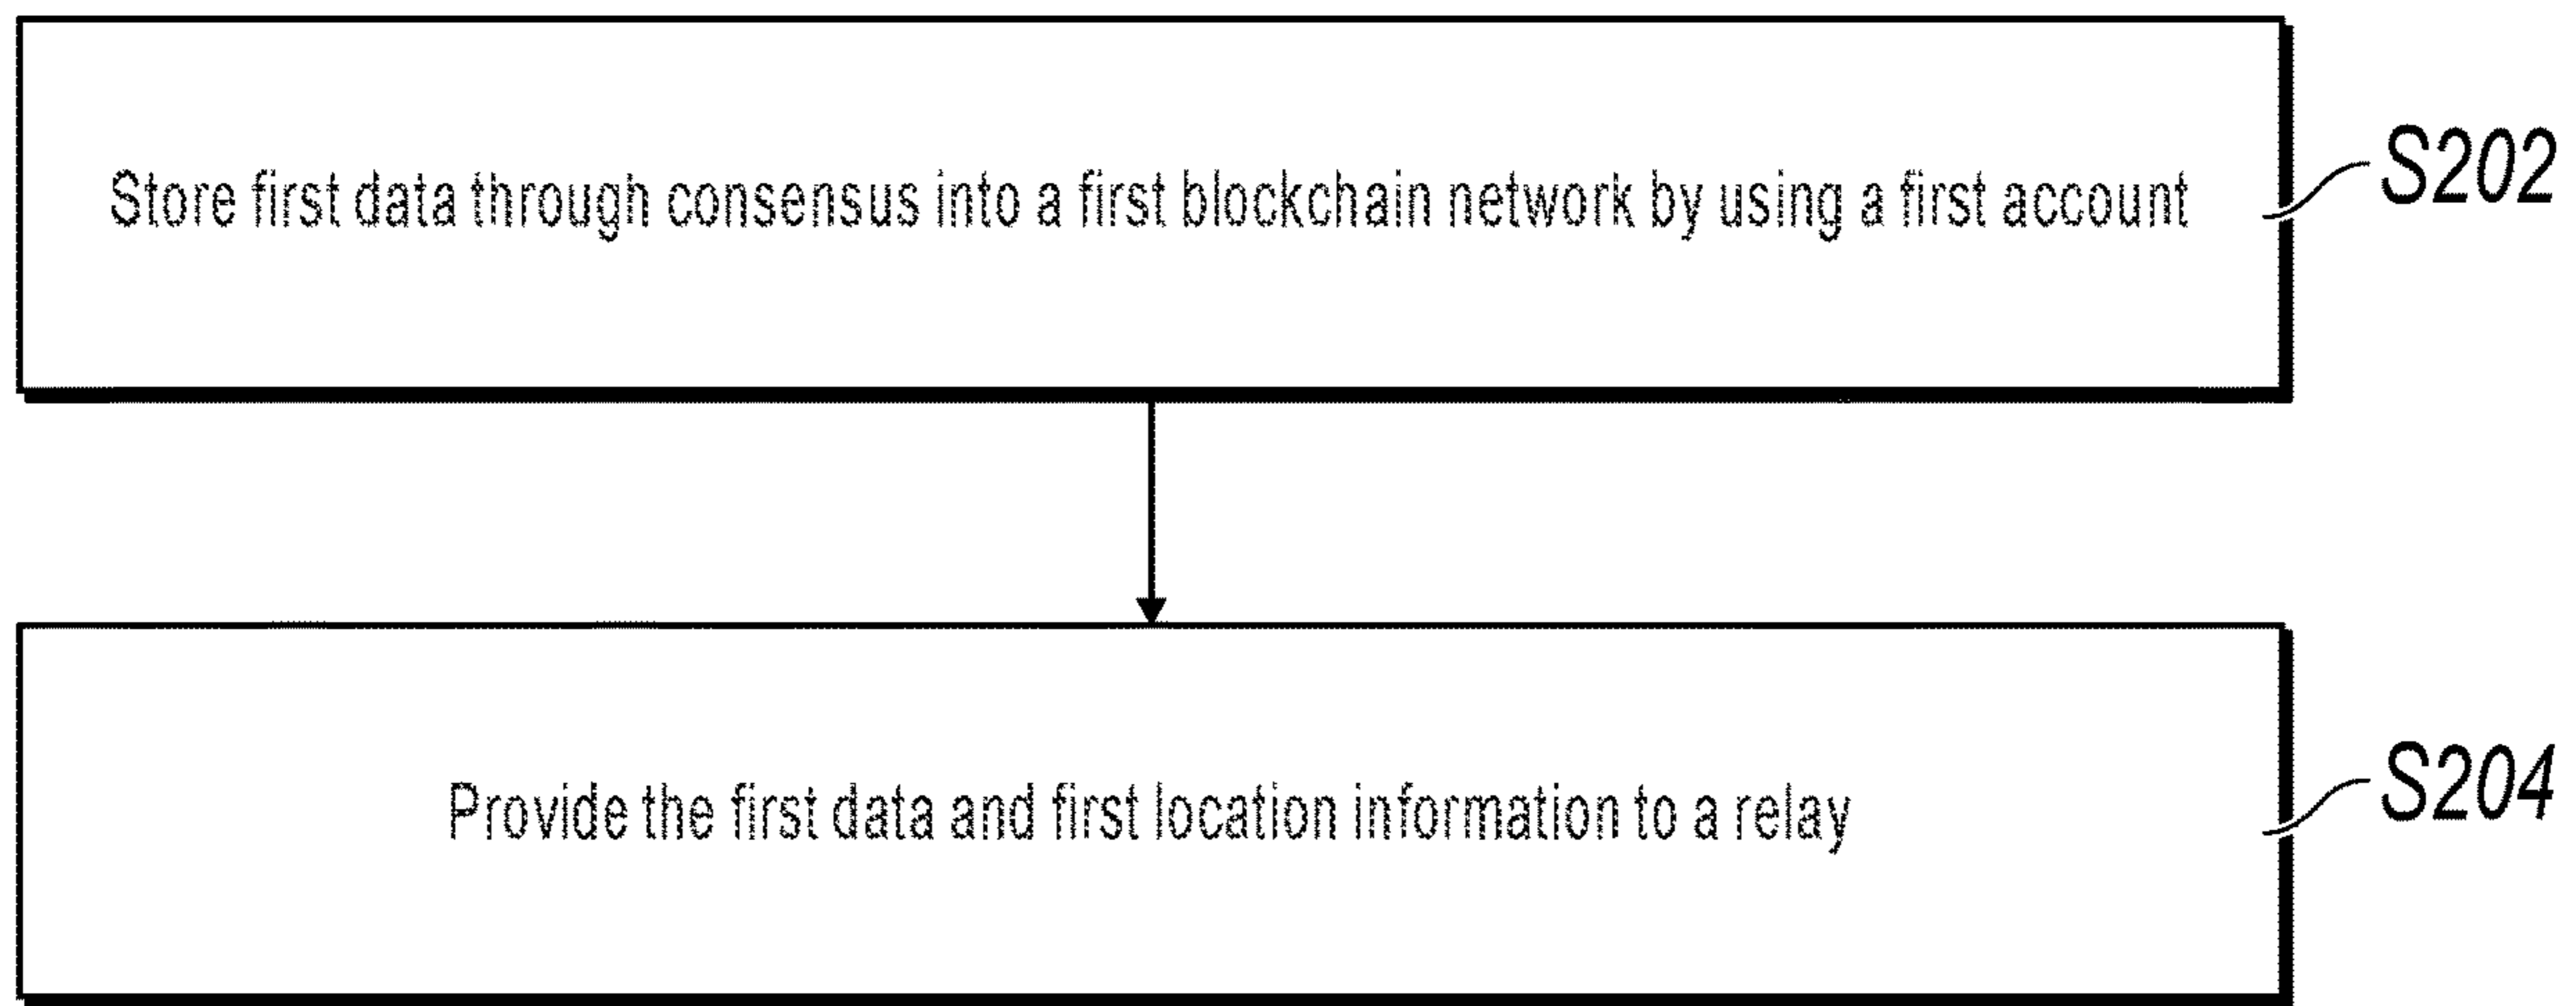 Store first data through consensus into a first blockchain network by using a first account
S202
Provide the first data and first location information to a relay
S204